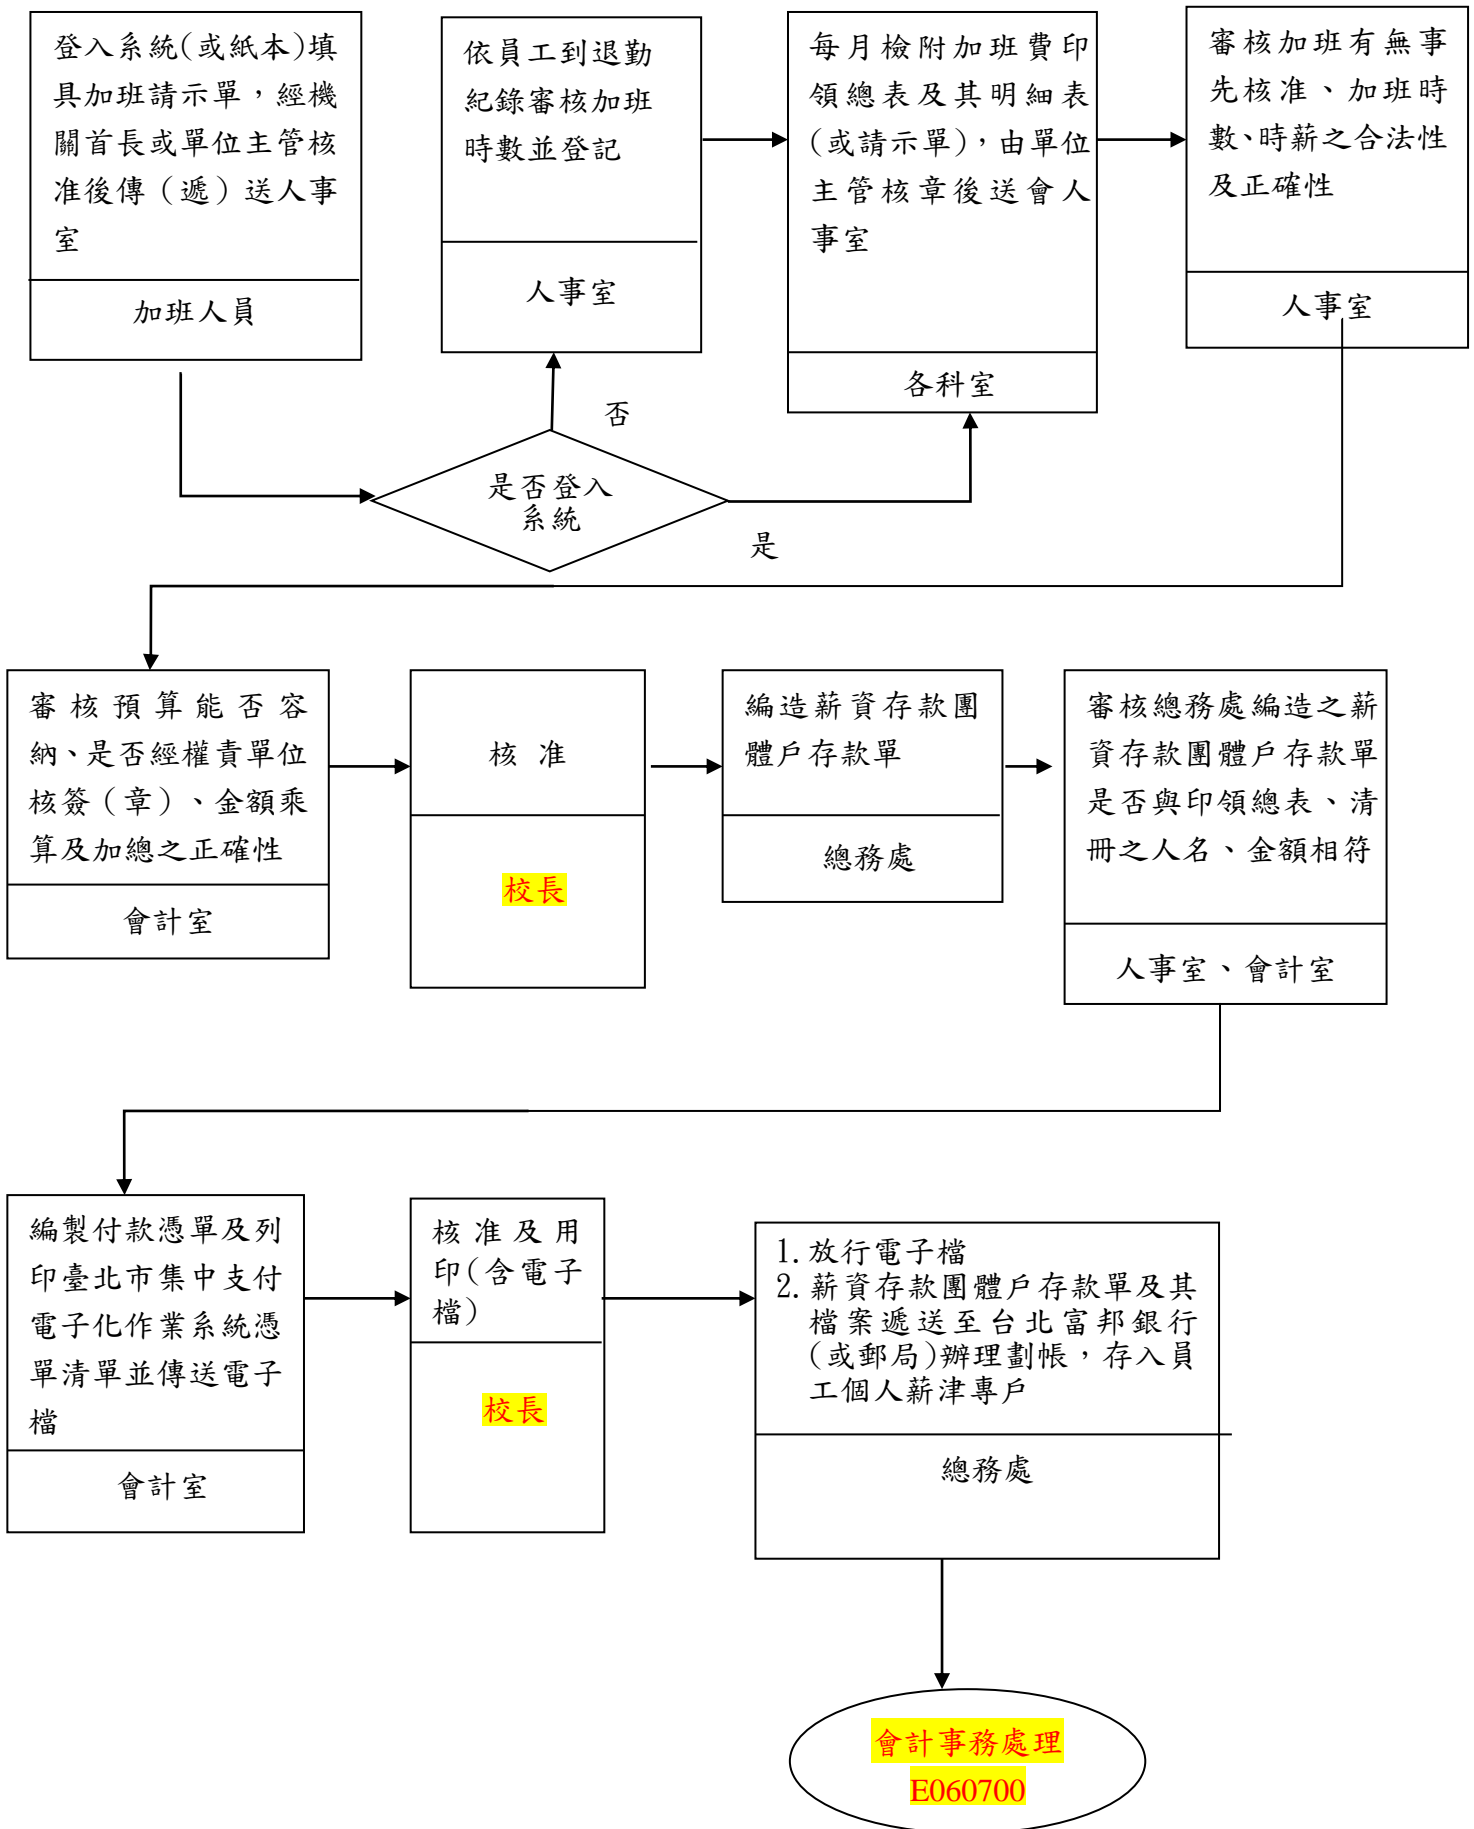 登入系統(或紙本)填
具加班請示單，經機
關首長或單位主管核
准後傳（遞）送人事
室
加班人員
依員工到退勤
紀錄審核加班
時數並登記
人事室
每月檢附加班費印
領總表及其明細表
(或請示單)，由單位
主管核章後送會人
事室
各科室
審核加班有無事
先核准、加班時
數、時薪之合法性
及正確性
人事室
否
是否登入
系統
是
審核預算能否容
納、是否經權責單位
核簽（章）、金額乘
算及加總之正確性
會計室
核 准
校長
編造薪資存款團
體戶存款單
總務處
審核總務處編造之薪
資存款團體戶存款單
是否與印領總表、清
冊之人名、金額相符
人事室、會計室
編製付款憑單及列
印臺北市集中支付
電子化作業系統憑
單清單並傳送電子
檔
會計室
核准及用
印(含電子
檔)
校長
1.放行電子檔
2.薪資存款團體戶存款單及其
檔案遞送至台北富邦銀行
(或郵局)辦理劃帳，存入員
工個人薪津專戶
總務處
會計事務處理
E060700